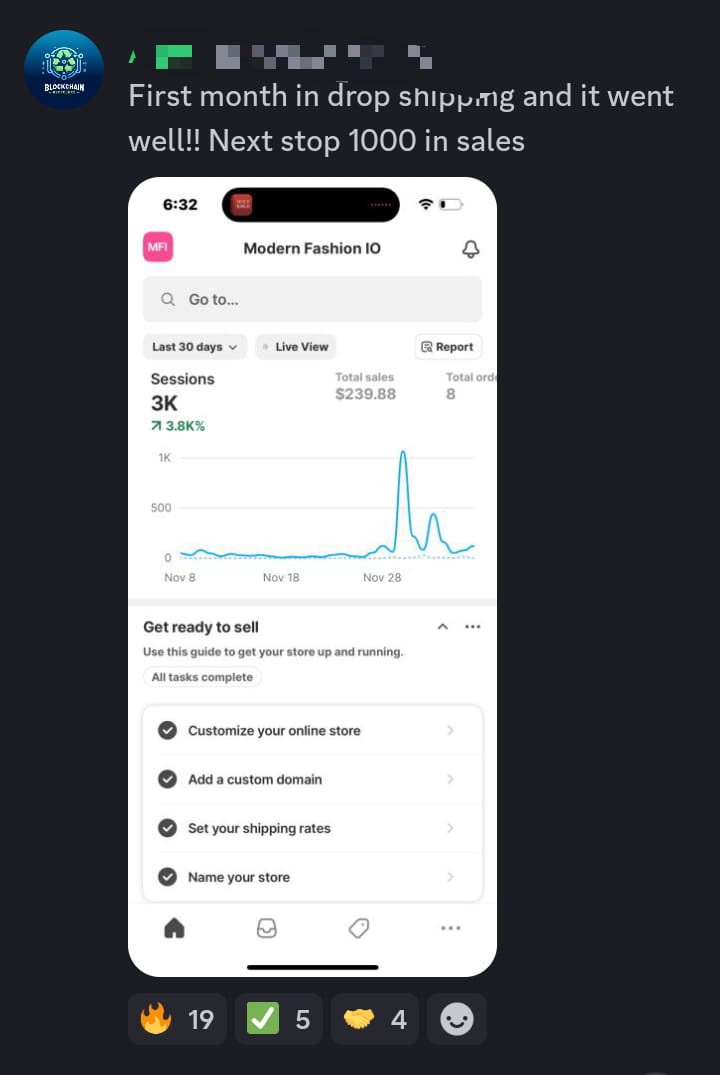 BLOCKCHAIN
First month in drop shipping and it went
well!! Next stop 1000 in sales
6:32
MFI
Modern Fashion IO
Go to...
Last 30 days
Live View
Report
Sessions
Total sales
Total orde
3K
$239.88
8
3.8K%
1K
500
0
Nov 8
Nov 18
Nov 28
Get ready to sell
Use this guide to get your store up and running.
All tasks complete
Customize your online store
Add a custom domain
Set your shipping rates
Name your store
19
5
4